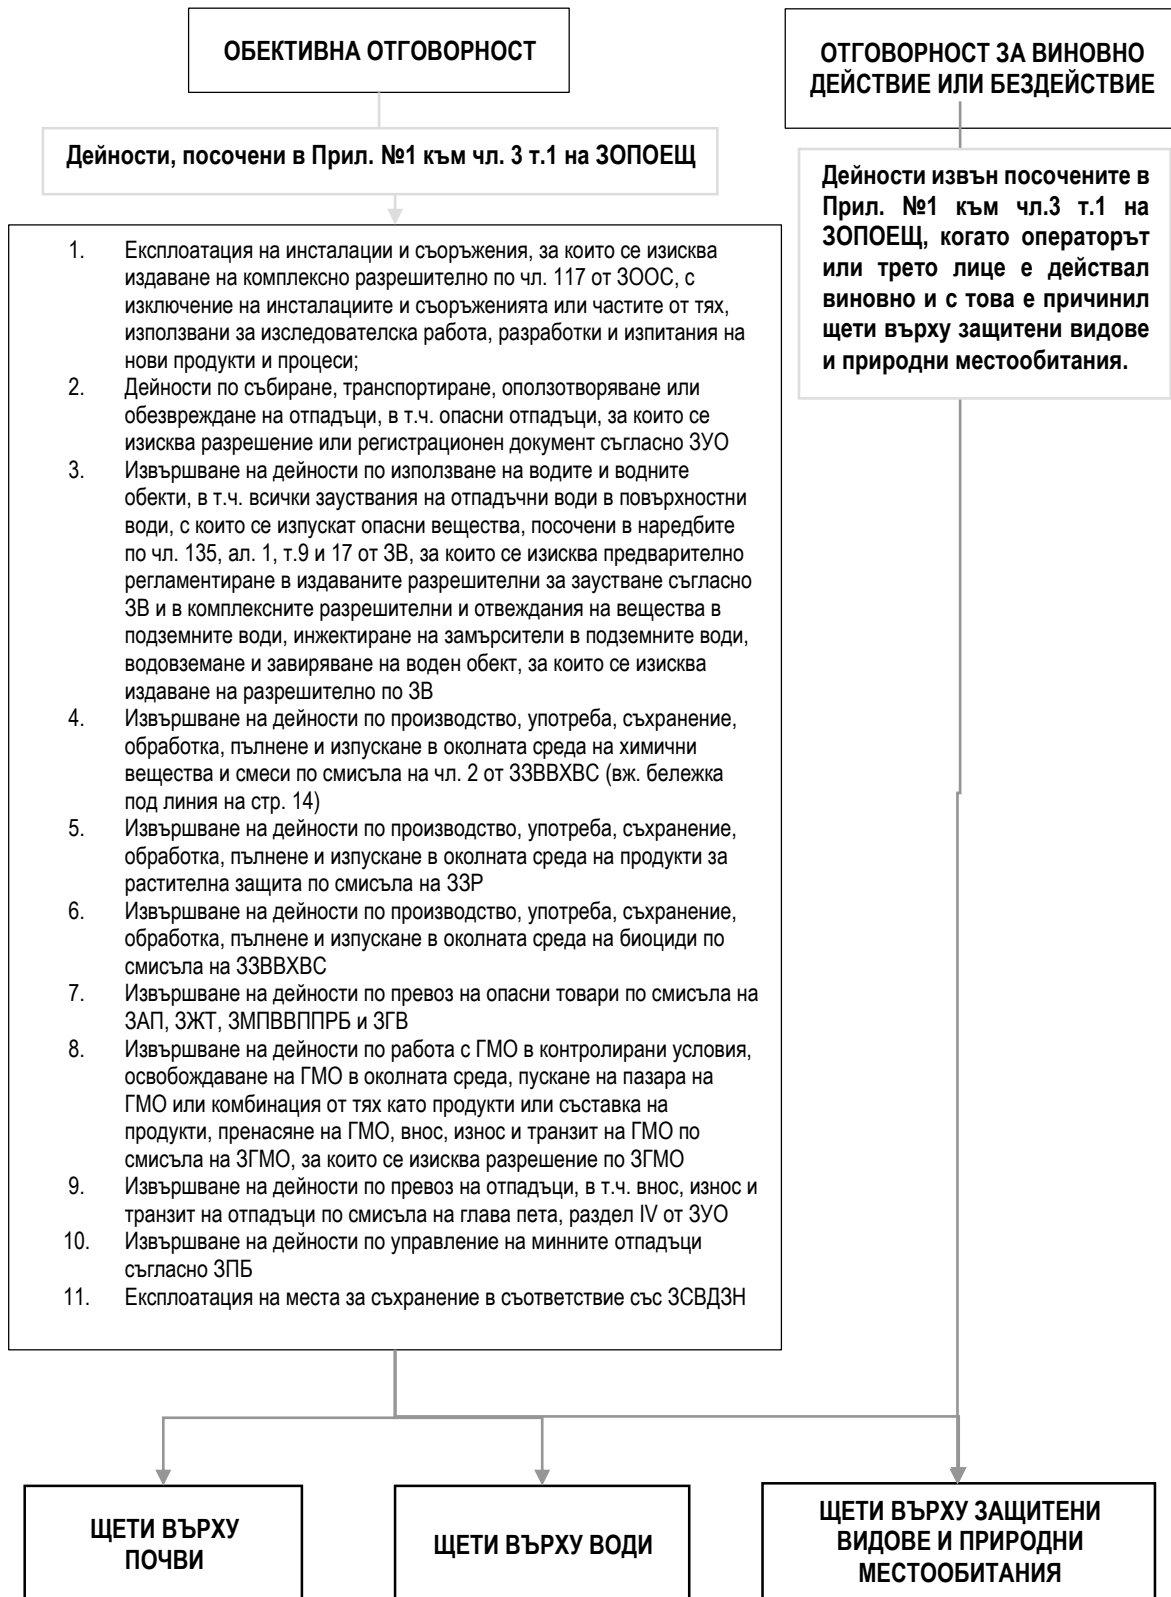 ОБЕКТИВНА ОТГОВОРНОСТ
ОТГОВОРНОСТ ЗА ВИНОВНО
ДЕЙСТВИЕ ИЛИ БЕЗДЕЙСТВИЕ
Дейности, посочени в Прил. №1 към чл. 3 т.1 на ЗОПОЕЩ
Дейности извън посочените в
Прил. №1 към чл.3 т.1 на
ЗОПОЕЩ, когато операторът
или трето лице е действал
виновно и с това е причинил
щети върху защитени видове
и природни местообитания.
1. Експлоатация на инсталации и съоръжения, за които се изисква
издаване на комплексно разрешително по чл. 117 от ЗООС, с
изключение на инсталациите и съоръженията или частите от тях,
използвани за изследователска работа, разработки и изпитания на
нови продукти и процеси;
2. Дейности по събиране, транспортиране, оползотворяване или
обезвреждане на отпадъци, в т.ч. опасни отпадъци, за които се
изисква разрешение или регистрационен документ съгласно ЗУО
3. Извършване на дейности по използване на водите и водните
обекти, в т.ч. всички зауствания на отпадъчни води в повърхностни
води, с които се изпускат опасни вещества, посочени в наредбите
по чл. 135, ал. 1, т.9 и 17 от ЗВ, за които се изисква предварително
регламентиране в издаваните разрешителни за заустване съгласно
ЗВ и в комплексните разрешителни и отвеждания на вещества в
подземните води, инжектиране на замърсители в подземните води,
водовземане и завиряване на воден обект, за които се изисква
издаване на разрешително по ЗВ
4. Извършване на дейности по производство, употреба, съхранение,
обработка, пълнене и изпускане в околната среда на химични
вещества и смеси по смисъла на чл. 2 от ЗЗВВХВС (вж. бележка
под линия на стр. 14)
5. Извършване на дейности по производство, употреба, съхранение,
обработка, пълнене и изпускане в околната среда на продукти за
растителна защита по смисъла на ЗЗР
6. Извършване на дейности по производство, употреба, съхранение,
обработка, пълнене и изпускане в околната среда на биоциди по
смисъла на ЗЗВВХВС
7. Извършване на дейности по превоз на опасни товари по смисъла на
ЗАП, ЗЖТ, ЗМПВВППРБ и ЗГВ
8. Извършване на дейности по работа с ГМО в контролирани условия,
освобождаване на ГМО в околната среда, пускане на пазара на
ГМО или комбинация от тях като продукти или съставка на
продукти, пренасяне на ГМО, внос, износ и транзит на ГМО по
смисъла на ЗГМО, за които се изисква разрешение по ЗГМО
9. Извършване на дейности по превоз на отпадъци, в т.ч. внос, износ и
транзит на отпадъци по смисъла на глава пета, раздел IV от ЗУО
10. Извършване на дейности по управление на минните отпадъци
съгласно ЗПБ
11. Експлоатация на места за съхранение в съответствие със ЗСВДЗН
ЩЕТИ ВЪРХУ
ПОЧВИ
ЩЕТИ ВЪРХУ ВОДИ
ЩЕТИ ВЪРХУ ЗАЩИТЕНИ
ВИДОВЕ И ПРИРОДНИ
МЕСТООБИТАНИЯ